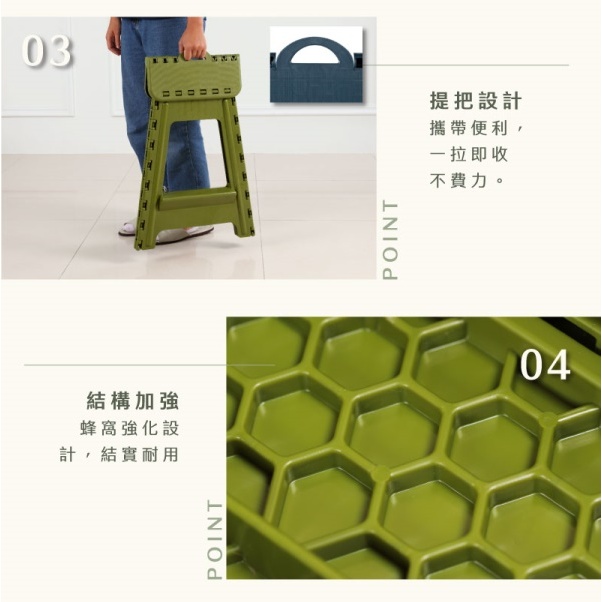 03
提把設計
攜帶便利，
一拉即收
不費力。
POINT
04
結構加強
蜂窩強化設
計，結實耐用
POINT